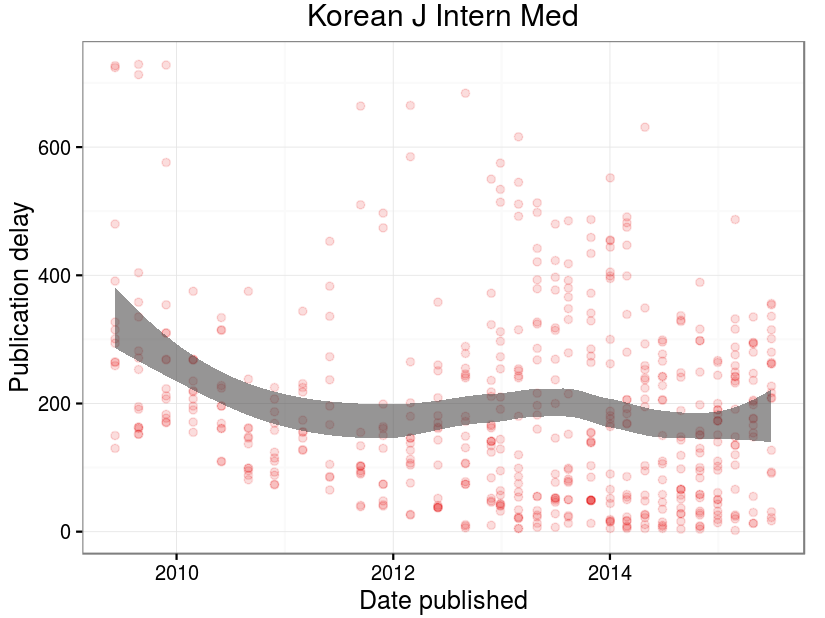 Korean J Intern Med
Publication delay
600
400
200
0
2010 2012 2014
Date published